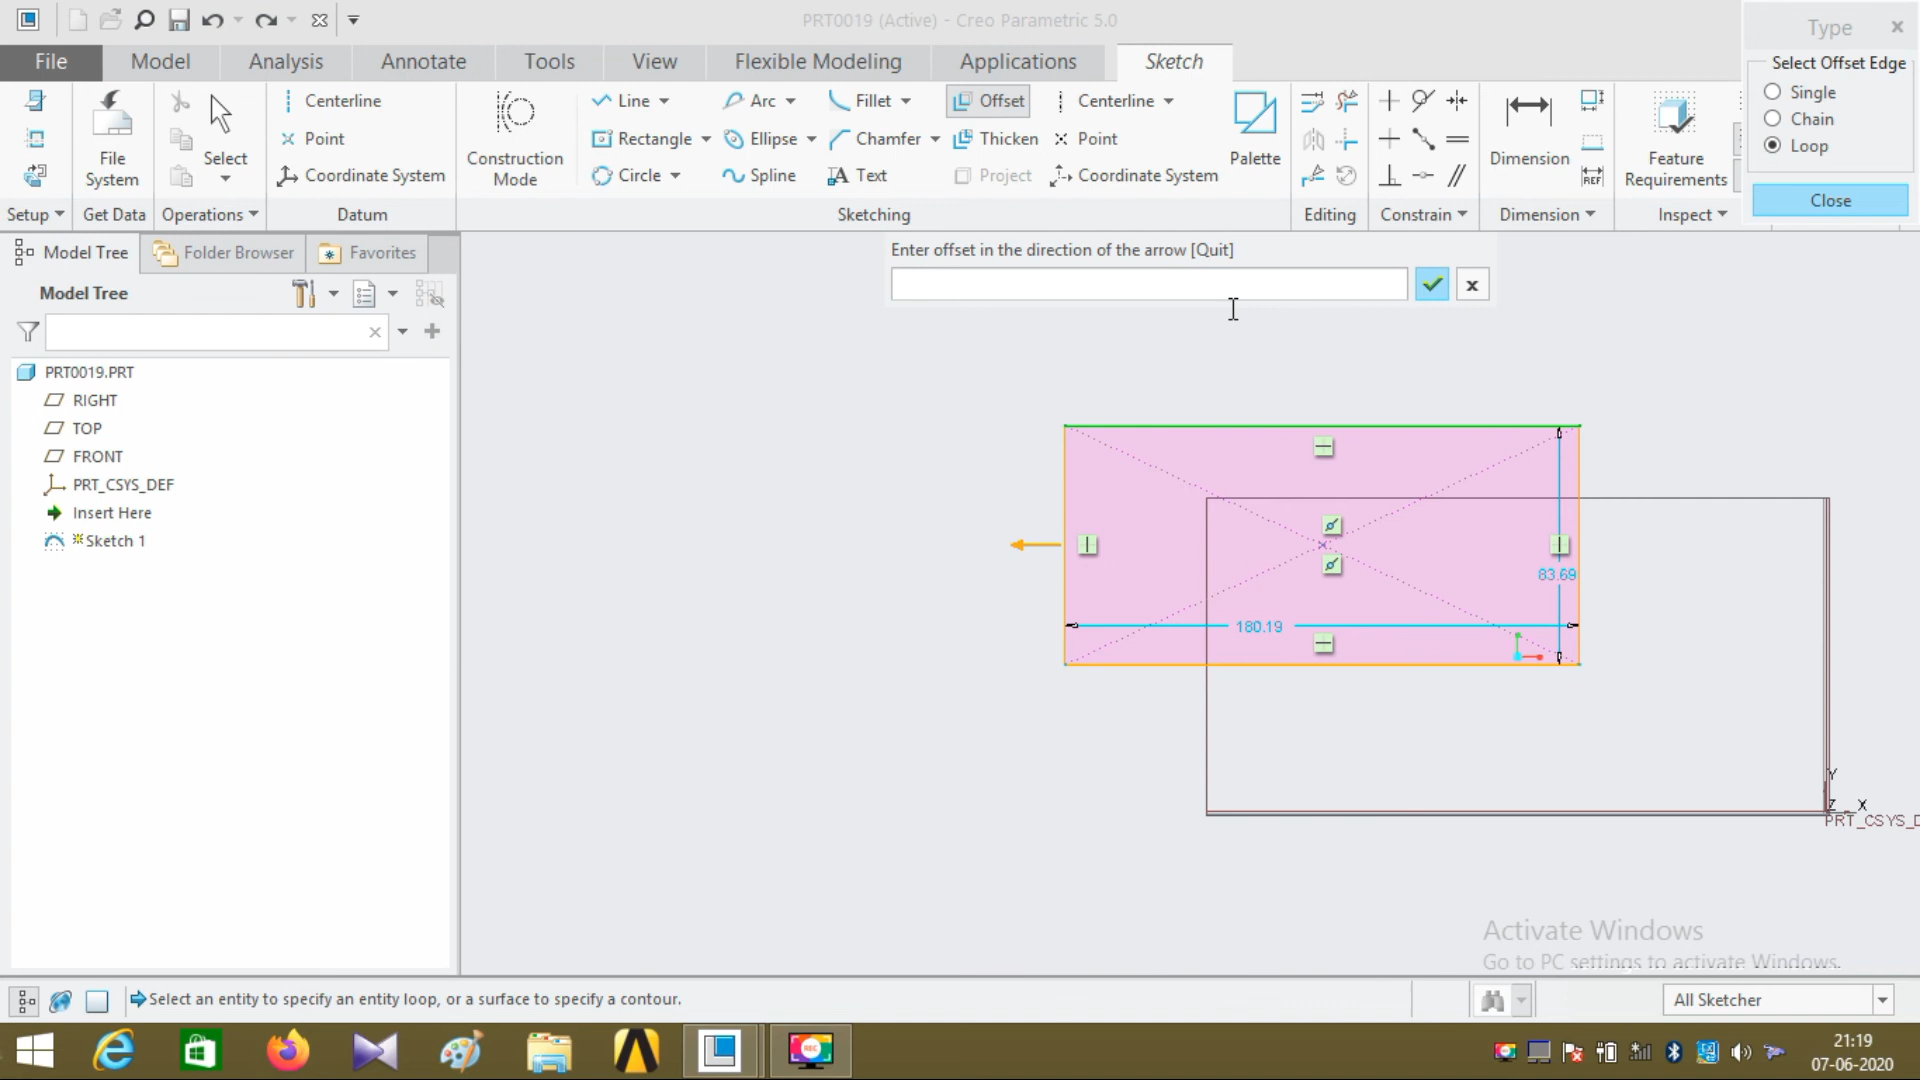 PRT0019 (Active) - Creo Parametric 5.0
File
Model
Analysis
Annotate
Tools
View
Flexible Modeling
Applications
Sketch
Type
Select Offset Edge
Single
Chain
Loop
Close
File
System
Select
Centerline
Point
Coordinate System
Construction
Mode
Line
Arc
Fillet
Offset
Centerline
Rectangle
Ellipse
Chamfer
Thicken
Point
Circle
Spline
Text
Project
Coordinate System
Palette
Dimension
REF
Feature
Requirements
Setup
Get Data
Operations
Datum
Sketching
Editing
Constrain
Dimension
Inspect
Model Tree
Folder Browser
Favorites
Model Tree
PRT0019.PRT
RIGHT
TOP
FRONT
PRT_CSYS_DEF
Insert Here
Sketch 1
Enter offset in the direction of the arrow [Quit]
83.69
180.19
Y
Z
X
PRT_CSYS_D
Activate Windows
Go to PC settings to activate Windows.
Select an entity to specify an entity loop, or a surface to specify a contour.
All Sketcher
REC
21:19
07-06-2020